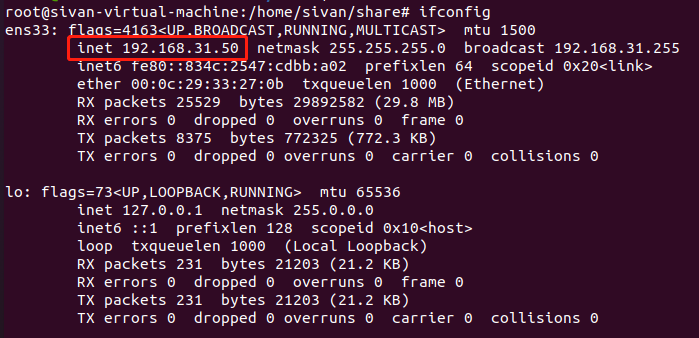 root@sivan-virtual-machine:/home/sivan/share# ifconfig
ens33: flags=4163<UP,BROADCAST,RUNNING,MULTICAST>  mtu 1500
        inet 192.168.31.50  netmask 255.255.255.0  broadcast 192.168.31.255
        inet6 fe80::834c:2547:cdbb:a02  prefixlen 64  scopeid 0x20<link>
        ether 00:0c:29:33:27:0b  txqueuelen 1000  (Ethernet)
        RX packets 25529  bytes 29892582 (29.8 MB)
        RX errors 0  dropped 0  overruns 0  frame 0
        TX packets 8375  bytes 772325 (772.3 KB)
        TX errors 0  dropped 0 overruns 0  carrier 0  collisions 0
lo: flags=73<UP,LOOPBACK,RUNNING>  mtu 65536
        inet 127.0.0.1  netmask 255.0.0.0
        inet6 ::1  prefixlen 128  scopeid 0x10<host>
        loop  txqueuelen 1000  (Local Loopback)
        RX packets 231  bytes 21203 (21.2 KB)
        RX errors 0  dropped 0  overruns 0  frame 0
        TX packets 231  bytes 21203 (21.2 KB)
        TX errors 0  dropped 0 overruns 0  carrier 0  collisions 0